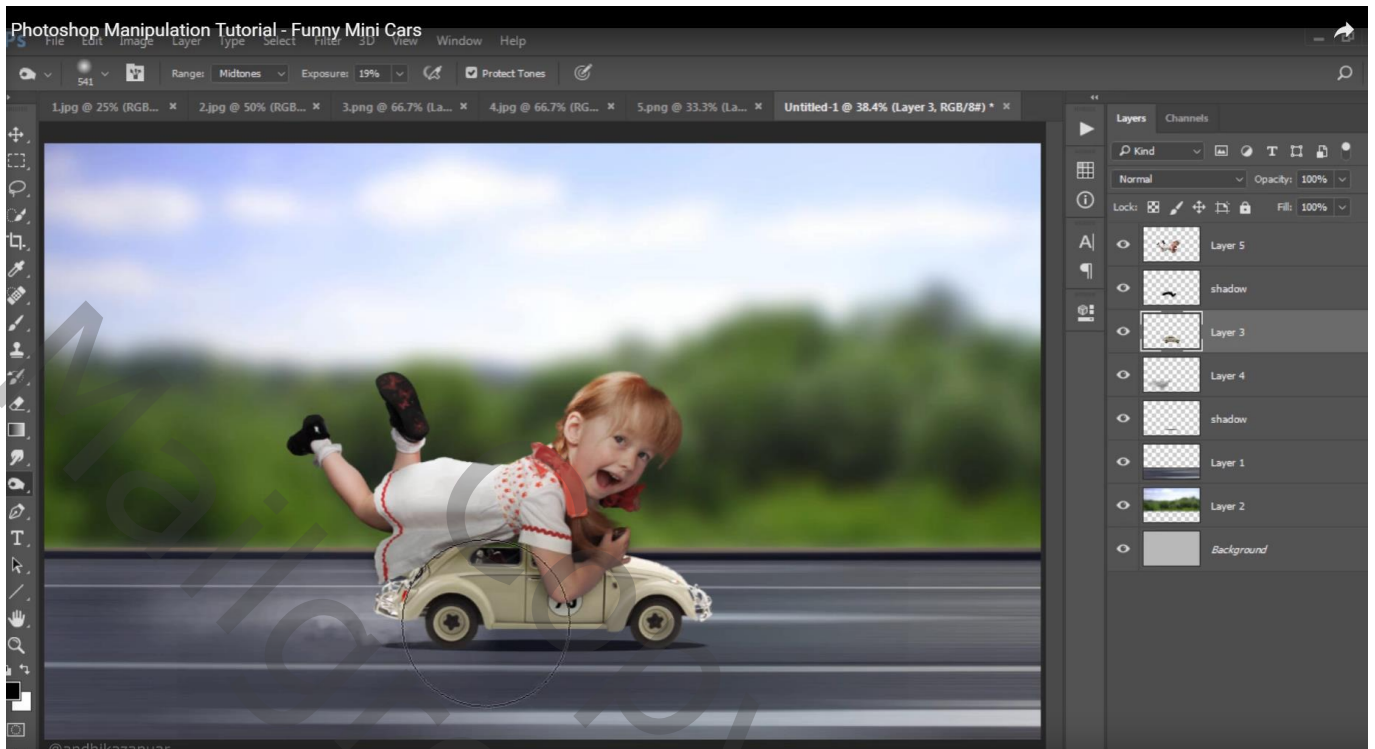 Photoshop Manipulation Tutorial - Funny Mini Cars
Ps File Edit Image Layer Type Select Filter 3D View Window Help
541 Range: Midtones Exposure: 19% Protect Tones
1.jpg @ 25% (RGB... × 2.jpg @ 50% (RGB... × 3.png @ 66.7% (La... × 4.jpg @ 66.7% (RG... × 5.png @ 33.3% (La... × Untitled-1 @ 38.4% (Layer 3, RGB/8#) * ×
Layers Channels
Kind
Normal Opacity: 100%
Lock: Fill: 100%
Layer 5
shadow
Layer 3
Layer 4
shadow
Layer 1
Layer 2
Background
@andhikazanuar